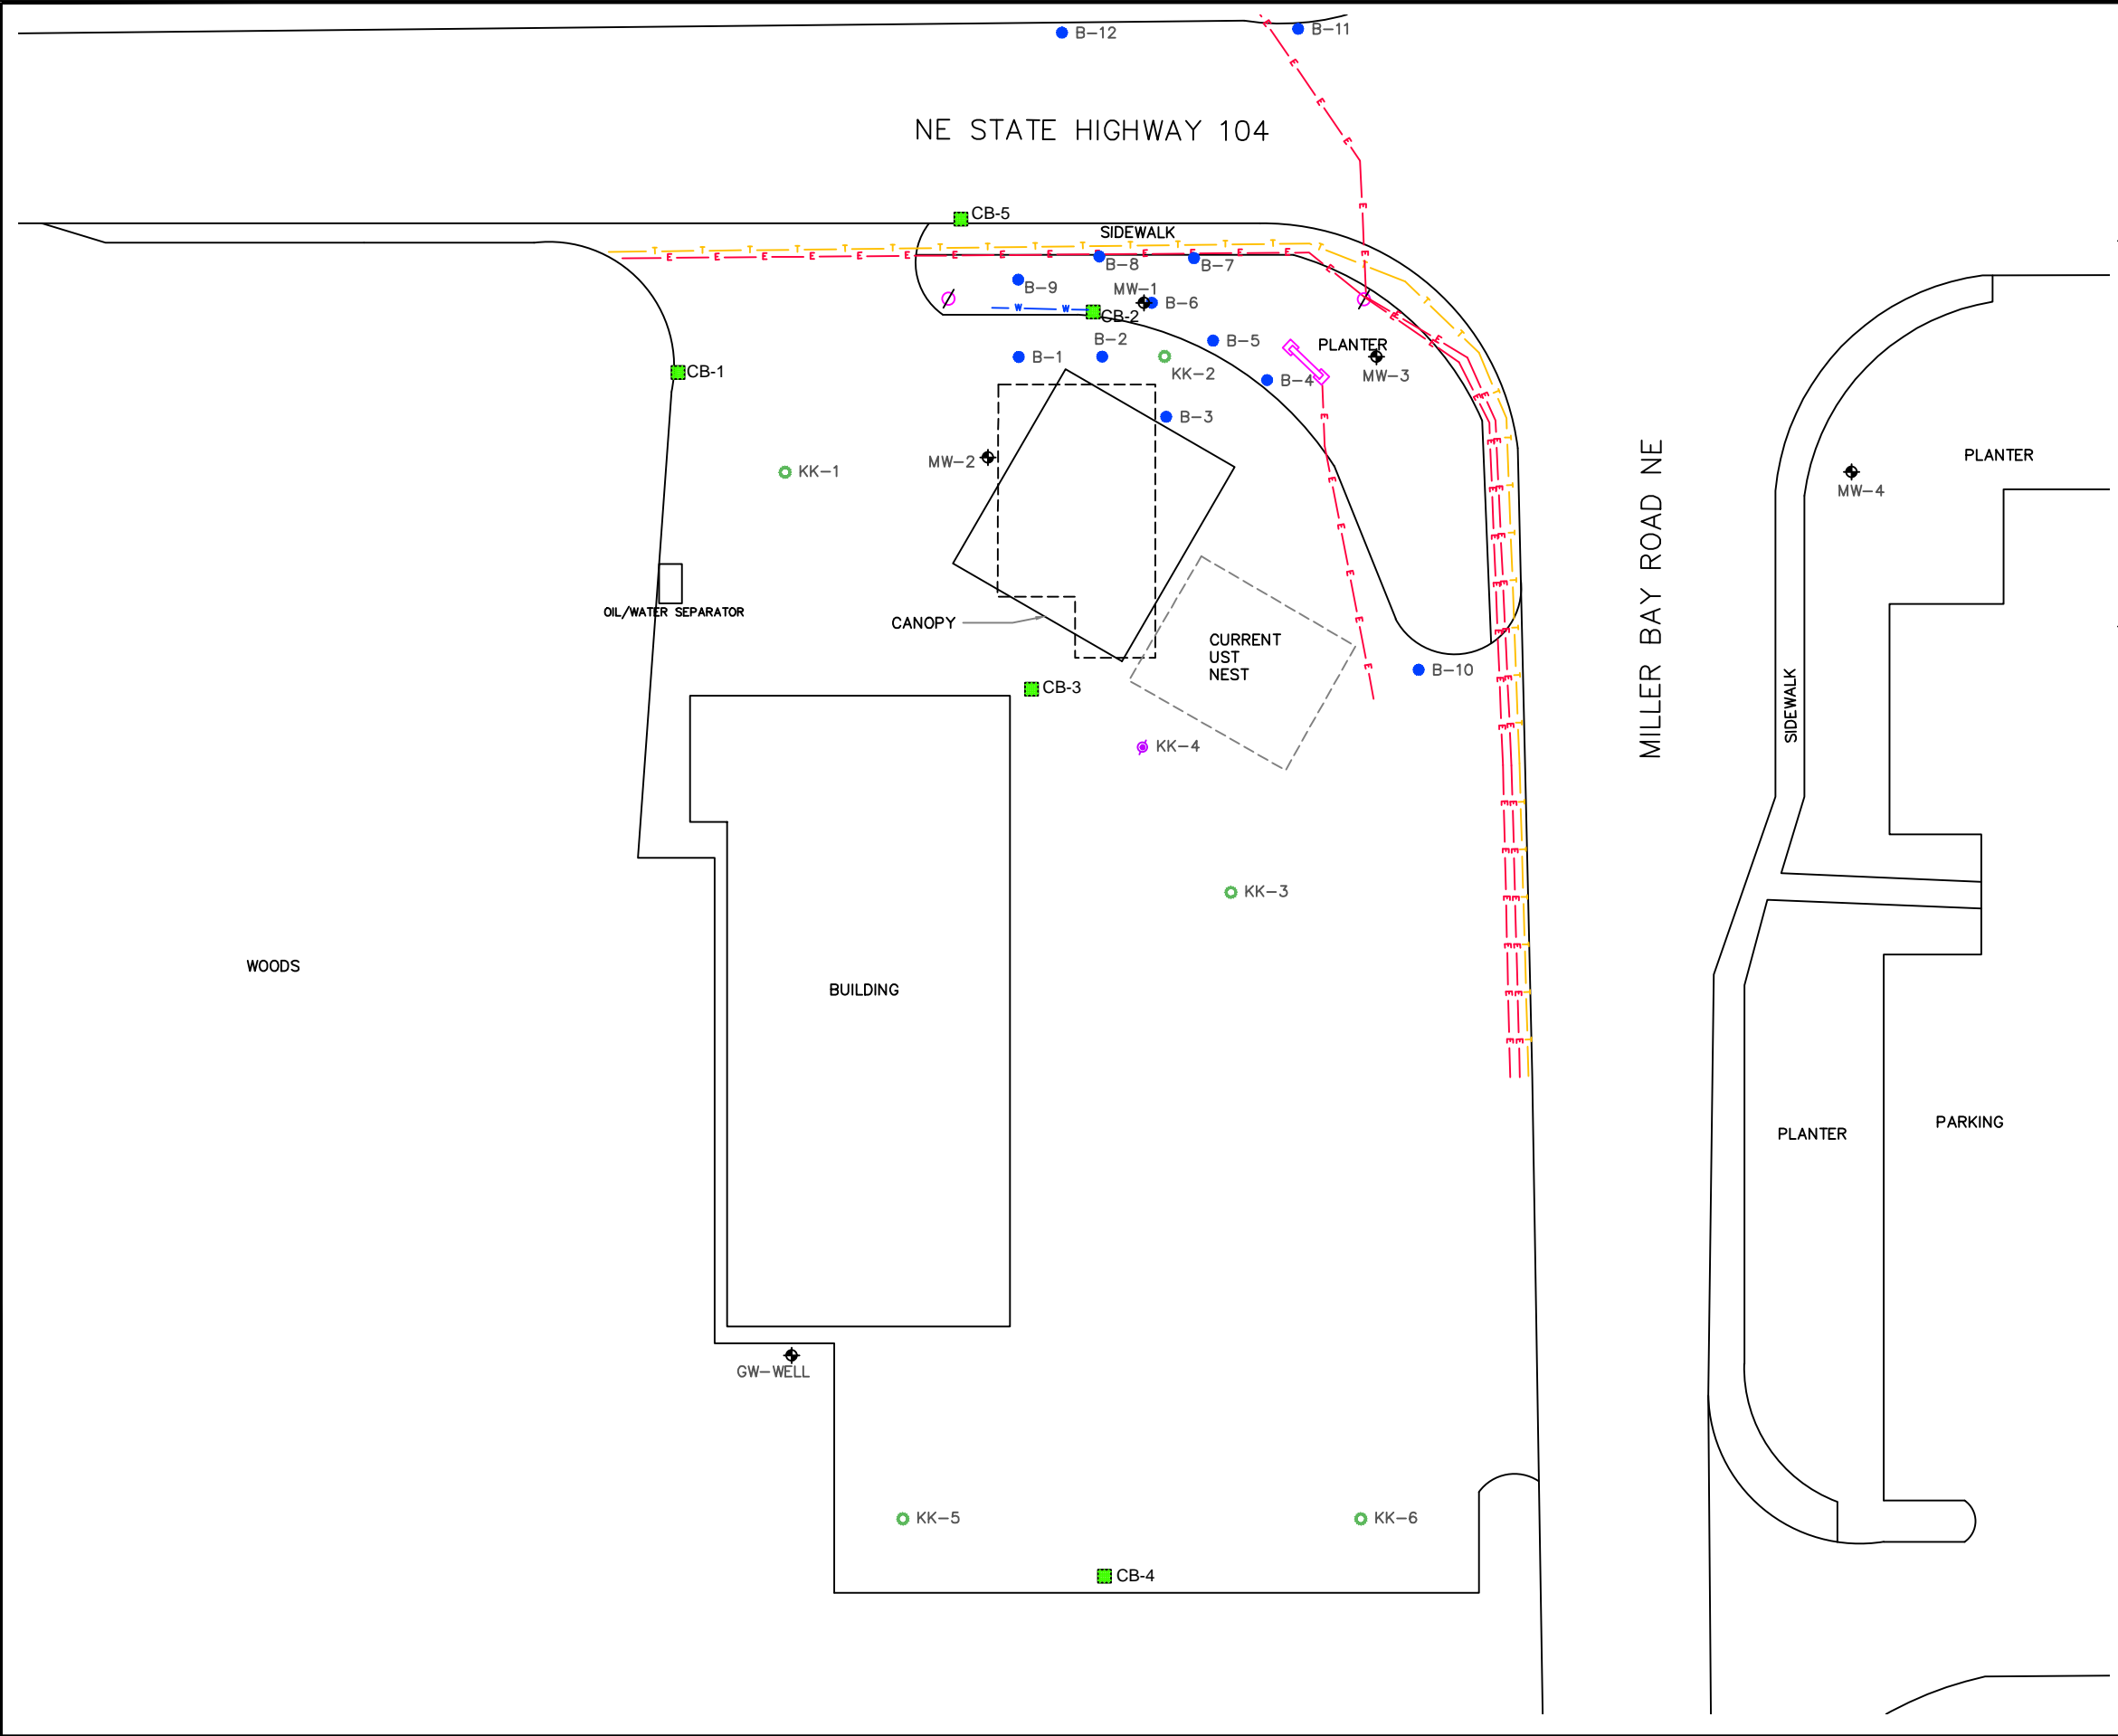 B-12
B-11
NE STATE HIGHWAY 104
CB-5
SIDEWALK
B-8
B-7
B-9
MW-1
B-6
CB-2
B-1
B-2
KK-2
B-5
PLANTER
MW-3
B-4
CB-1
B-3
MW-2
KK-1
MILLER BAY ROAD NE
PLANTER
MW-4
OIL/WATER SEPARATOR
CANOPY
CURRENT
UST
NEST
B-10
CB-3
SIDEWALK
KK-4
KK-3
WOODS
BUILDING
PLANTER
PARKING
GW-WELL
KK-5
KK-6
CB-4